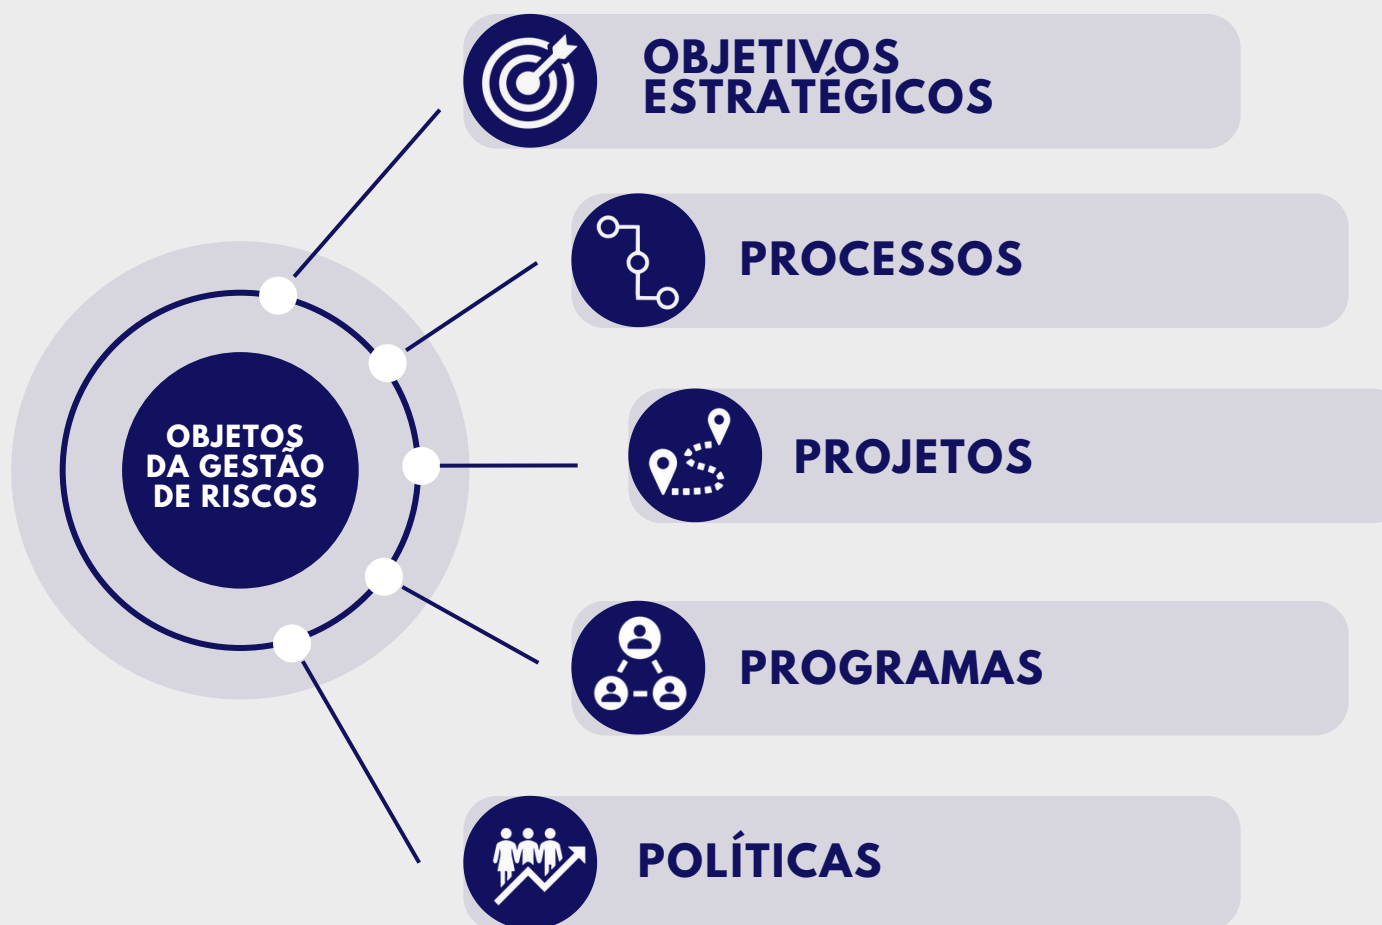 OBJETIVOS
ESTRATÉGICOS
PROCESSOS
OBJETOS
DA GESTÃO
DE RISCOS
PROJETOS
PROGRAMAS
POLÍTICAS